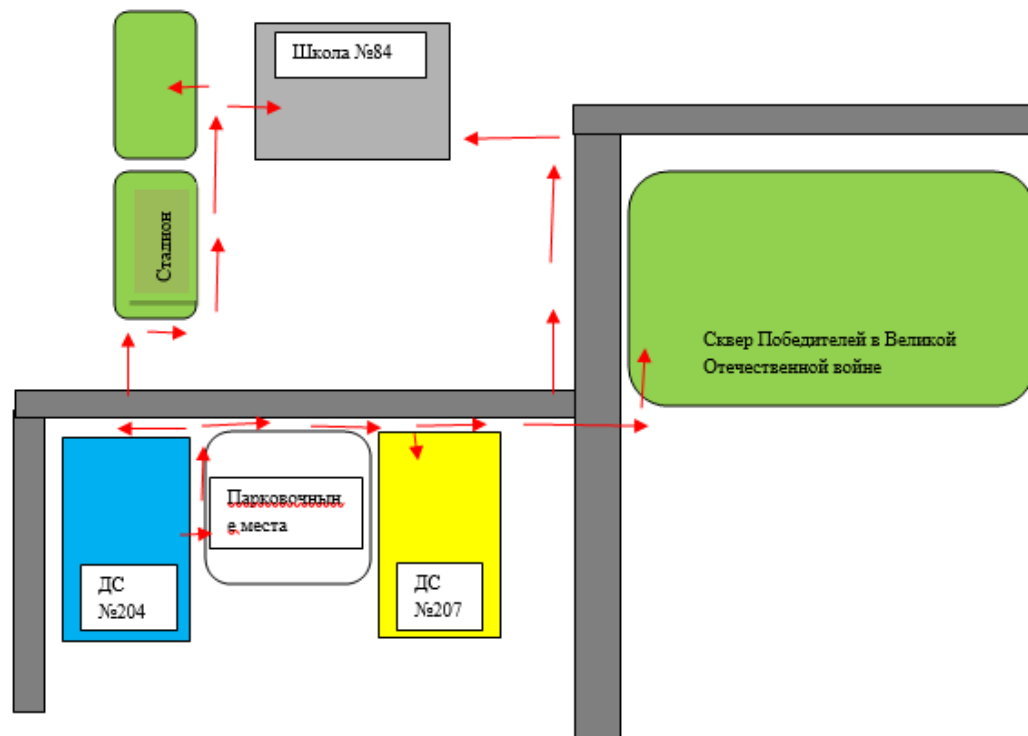 Школа №84
Стадион
Сквер Победителей в Великой
Отечественной войне
Парковочнын
е места
ДС
№204
ДС
№207